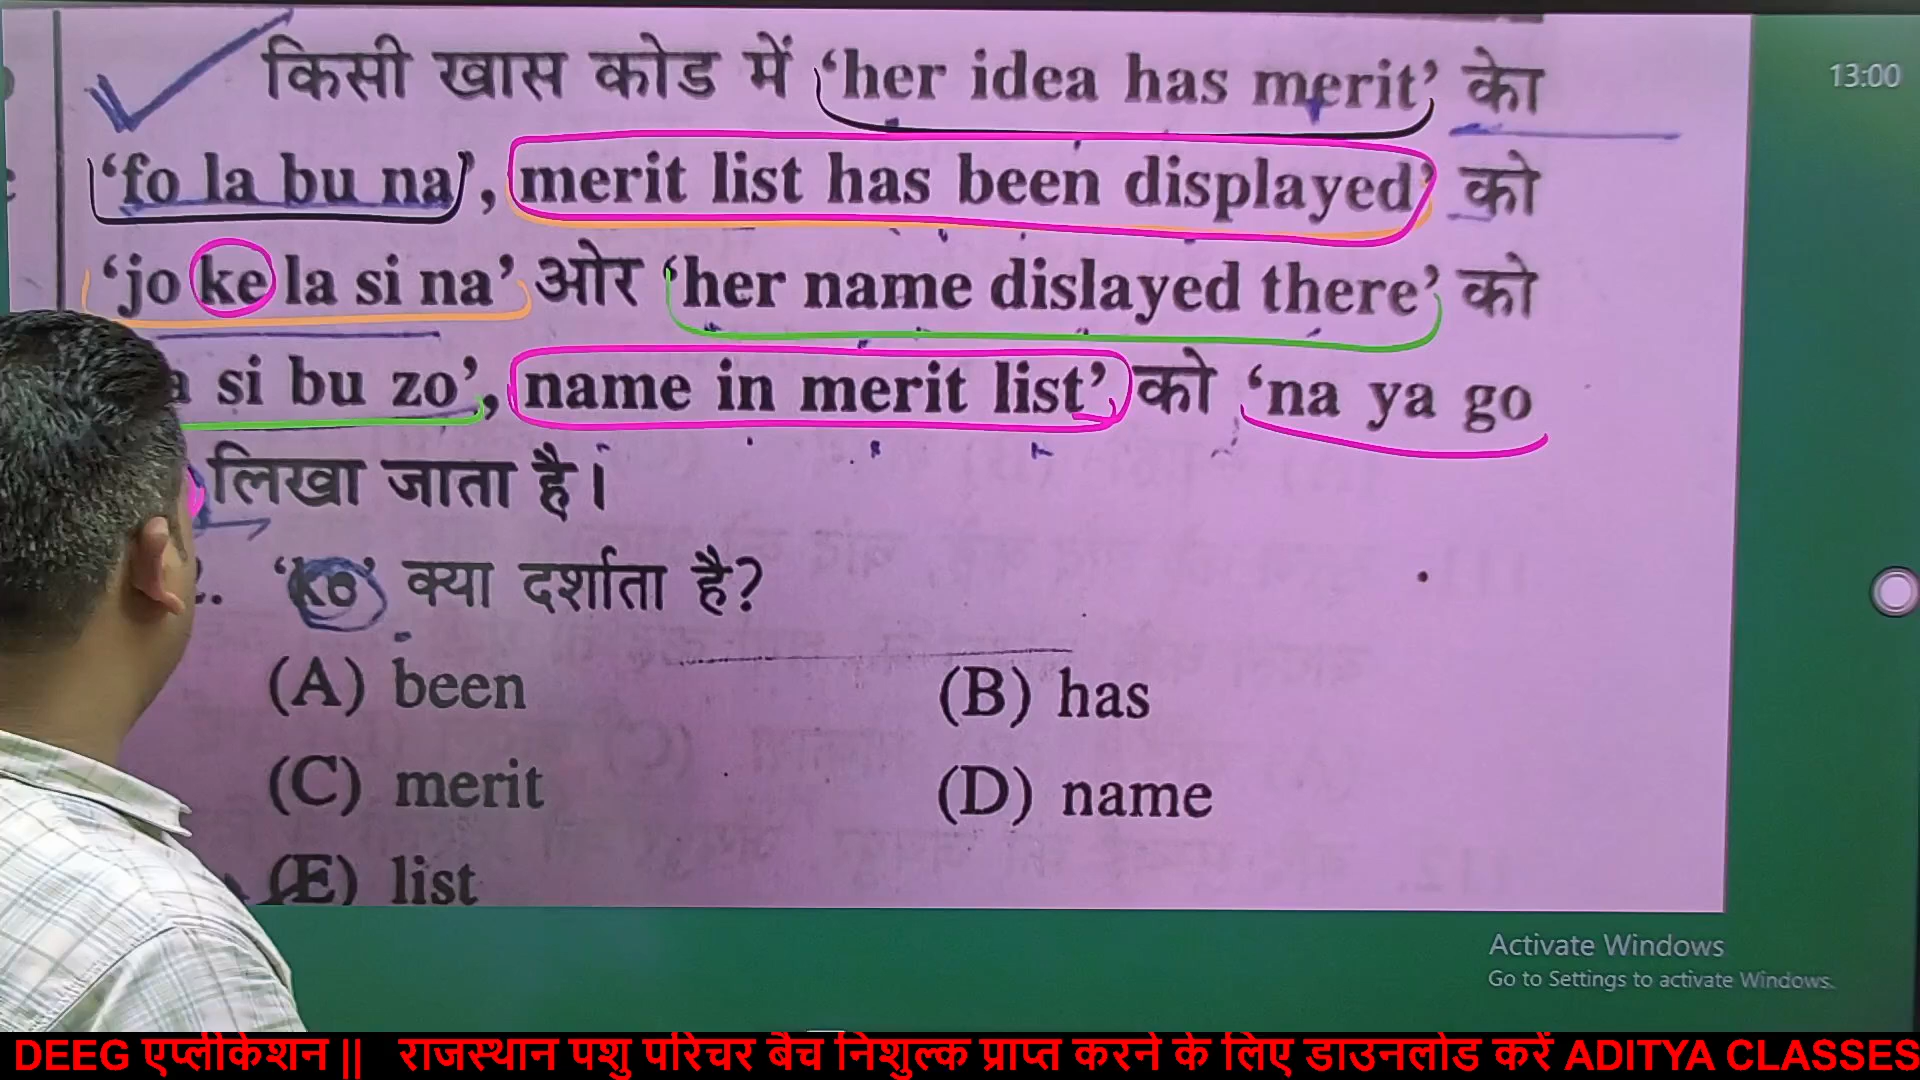 किसी खास कोड में ‘her idea has merit’ केा
13:00
‘fo la bu na’, merit list has been displayed’ को
‘jo ke la si na’ ओर ‘her name dislayed there’ को
si bu zo’, name in merit list’ को ‘na ya go
लिखा जाता है।
‘ke’ क्या दर्शाता है?
(A) been
(B) has
(C) merit
(D) name
(E) list
Activate Windows
Go to Settings to activate Windows.
DEEG एप्लीकेशन || राजस्थान पशु परिचर बैच निशुल्क प्राप्त करने के लिए डाउनलोड करें ADITYA CLASSES